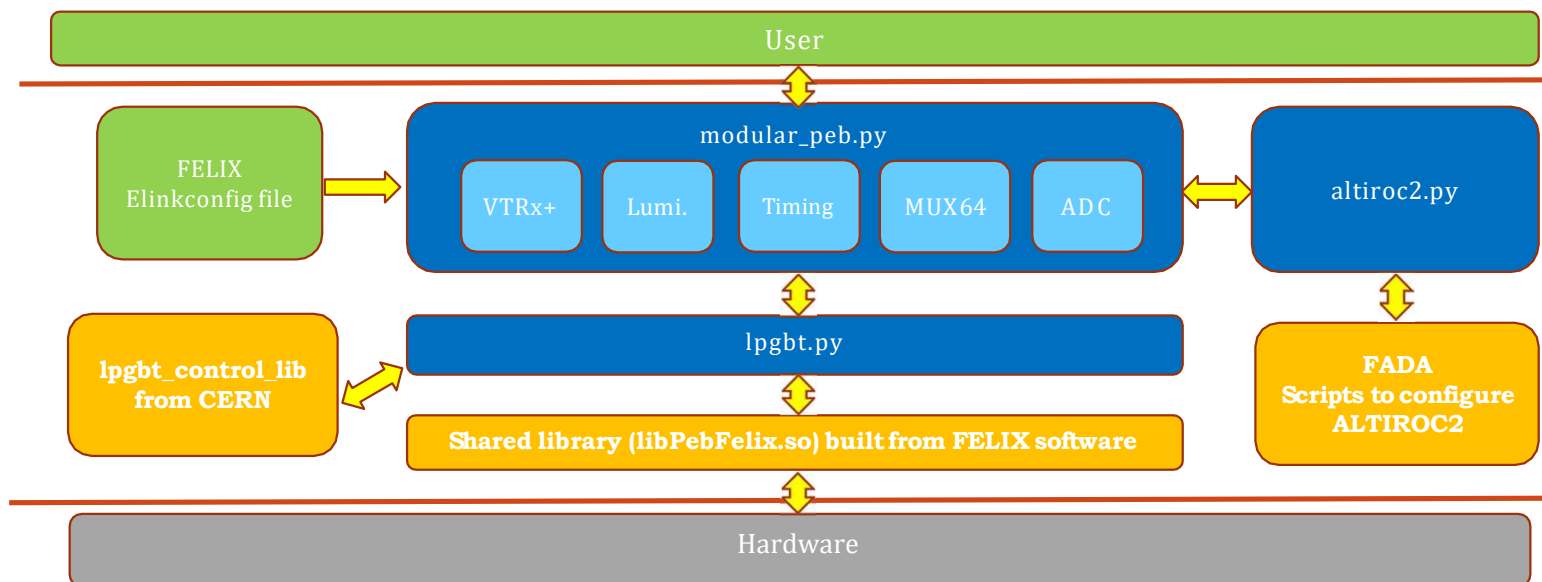 User
FELIX
Elinkconfig file
modular_peb.py
VTRx+
Lumi.
Timing
MUX64
ADC
altiroc2.py
lpgbt_control_lib
from CERN
lpgbt.py
Shared library (libPebFelix.so) built from FELIX software
FADA
Scripts to configure
ALTIROC2
Hardware